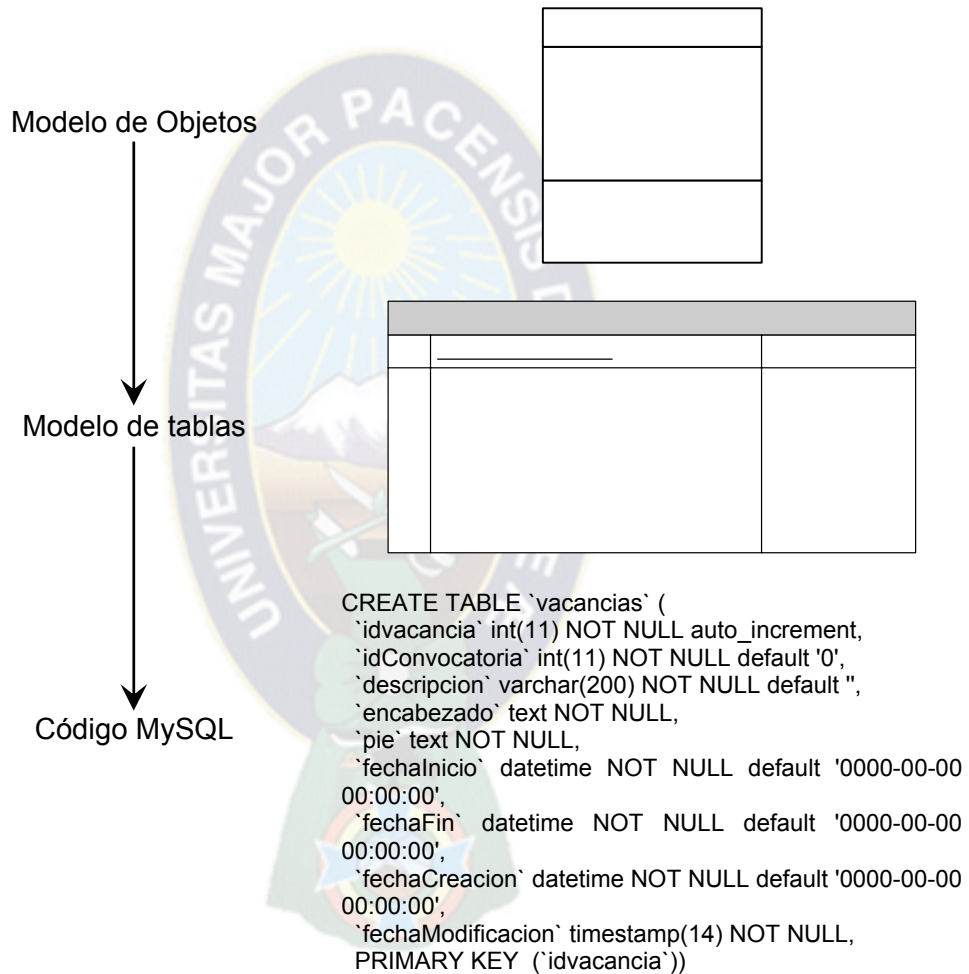 Modelo de Objetos
Modelo de tablas
Código MySQL
CREATE TABLE `vacancias` (
`idvacancia` int(11) NOT NULL auto_increment,
`idConvocatoria` int(11) NOT NULL default '0',
`descripcion` varchar(200) NOT NULL default '',
`encabezado` text NOT NULL,
`pie` text NOT NULL,
`fechaInicio` datetime NOT NULL default '0000-00-00
00:00:00',
`fechaFin` datetime NOT NULL default '0000-00-00
00:00:00',
`fechaCreacion` datetime NOT NULL default '0000-00-00
00:00:00',
`fechaModificacion` timestamp(14) NOT NULL,
PRIMARY KEY (`idvacancia`))
UNIVERSITAS MAJOR PACENSIS